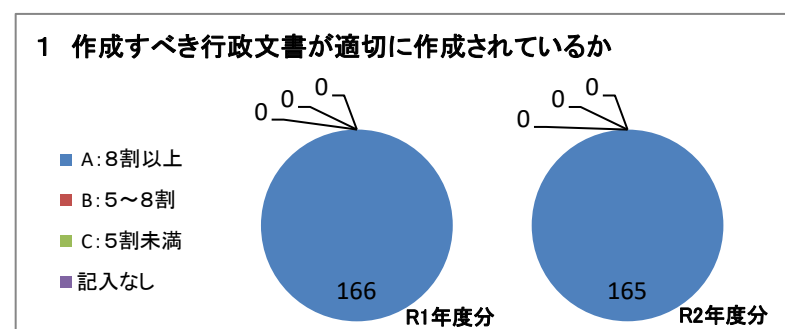 1 作成すべき行政文書が適切に作成されているか
0 0 0
0 0 0
A:8割以上
B:5～8割
C:5割未満
記入なし
166
R1年度分
165
R2年度分